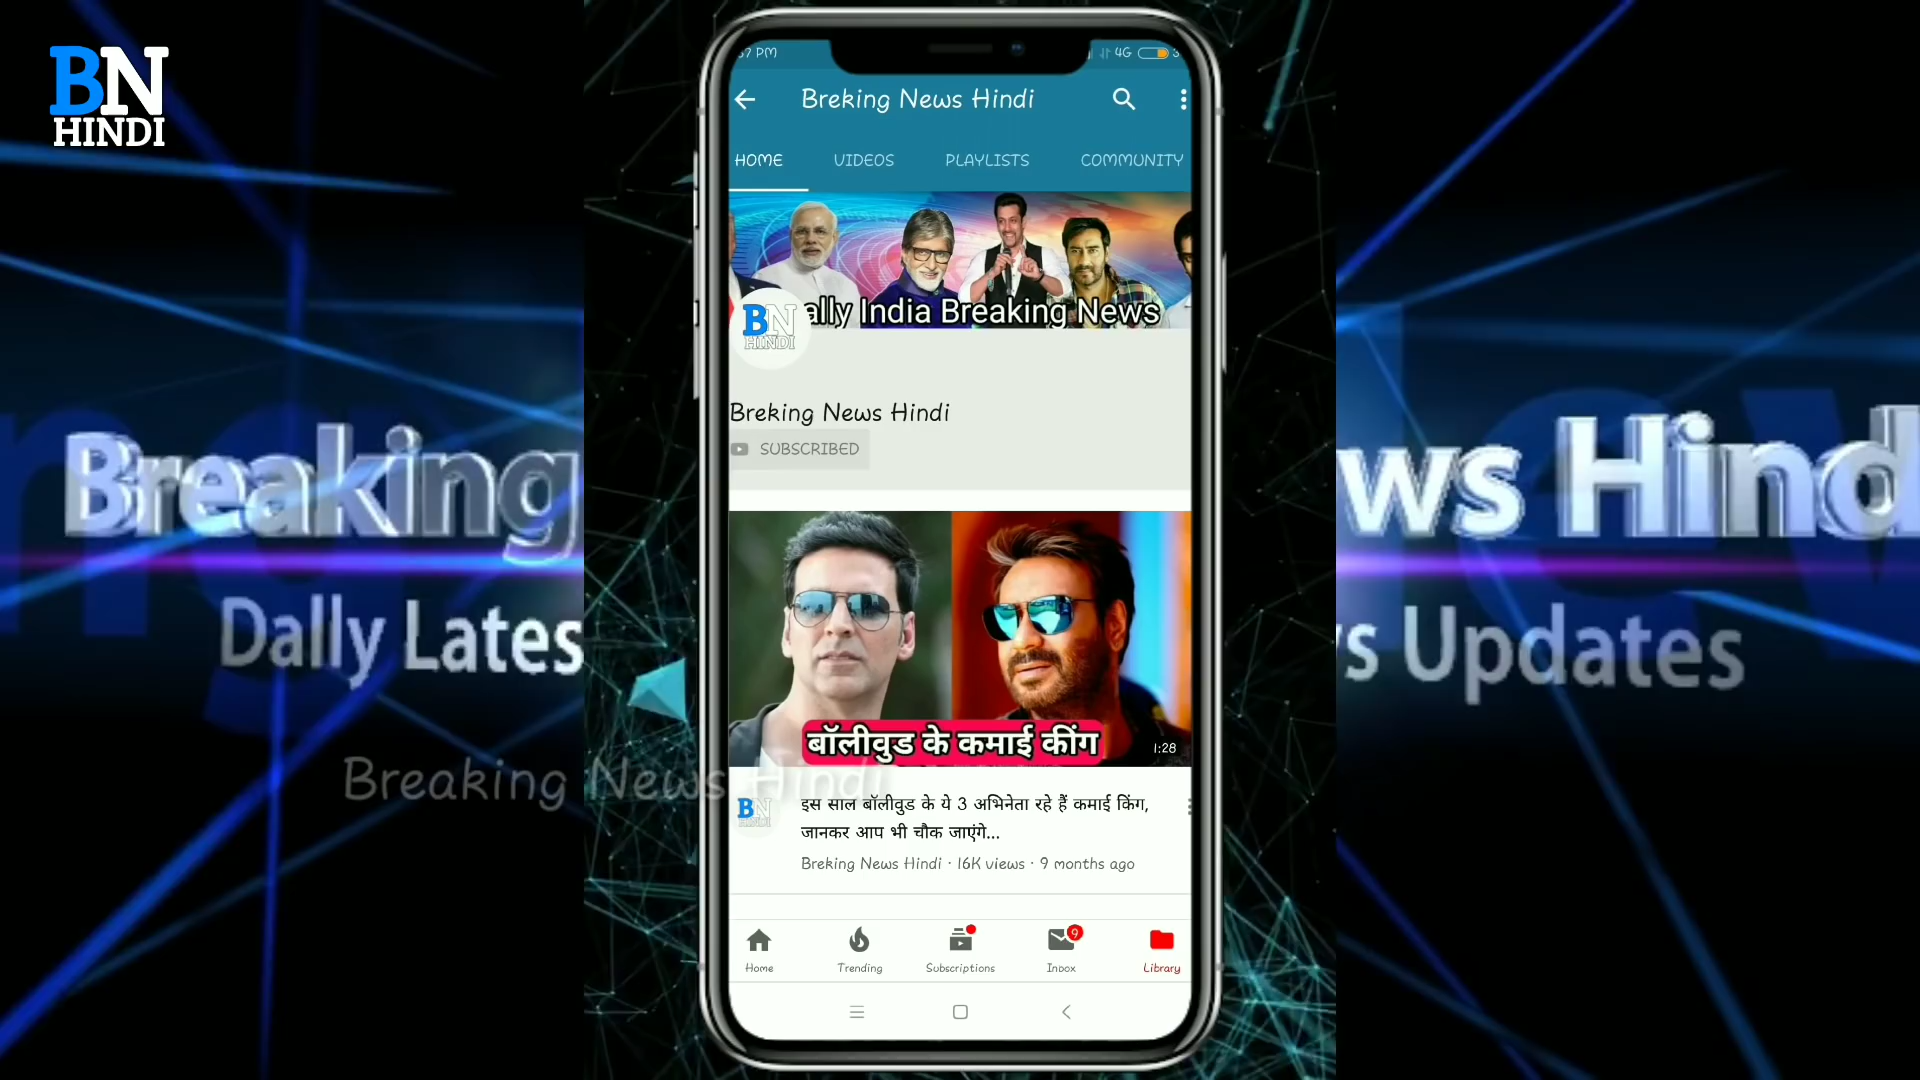 BN
HINDI
37 PM
4G
Breking News Hindi
HOME
VIDEOS
PLAYLISTS
COMMUNITY
ally India Breaking News
BN
HINDI
Breking News Hindi
SUBSCRIBED
Breaking
ws Hind
Dally Lates
s Updates
बॉलीवुड के कमाई कींग
1:28
Breaking News Hindi
BN
HINDI
इस साल बॉलीवुड के ये 3 अभिनेता रहे हैं कमाई किंग,
जानकर आप भी चौक जाएंगे...
Breking News Hindi · 16K views · 9 months ago
9
Home
Trending
Subscriptions
Inbox
Library